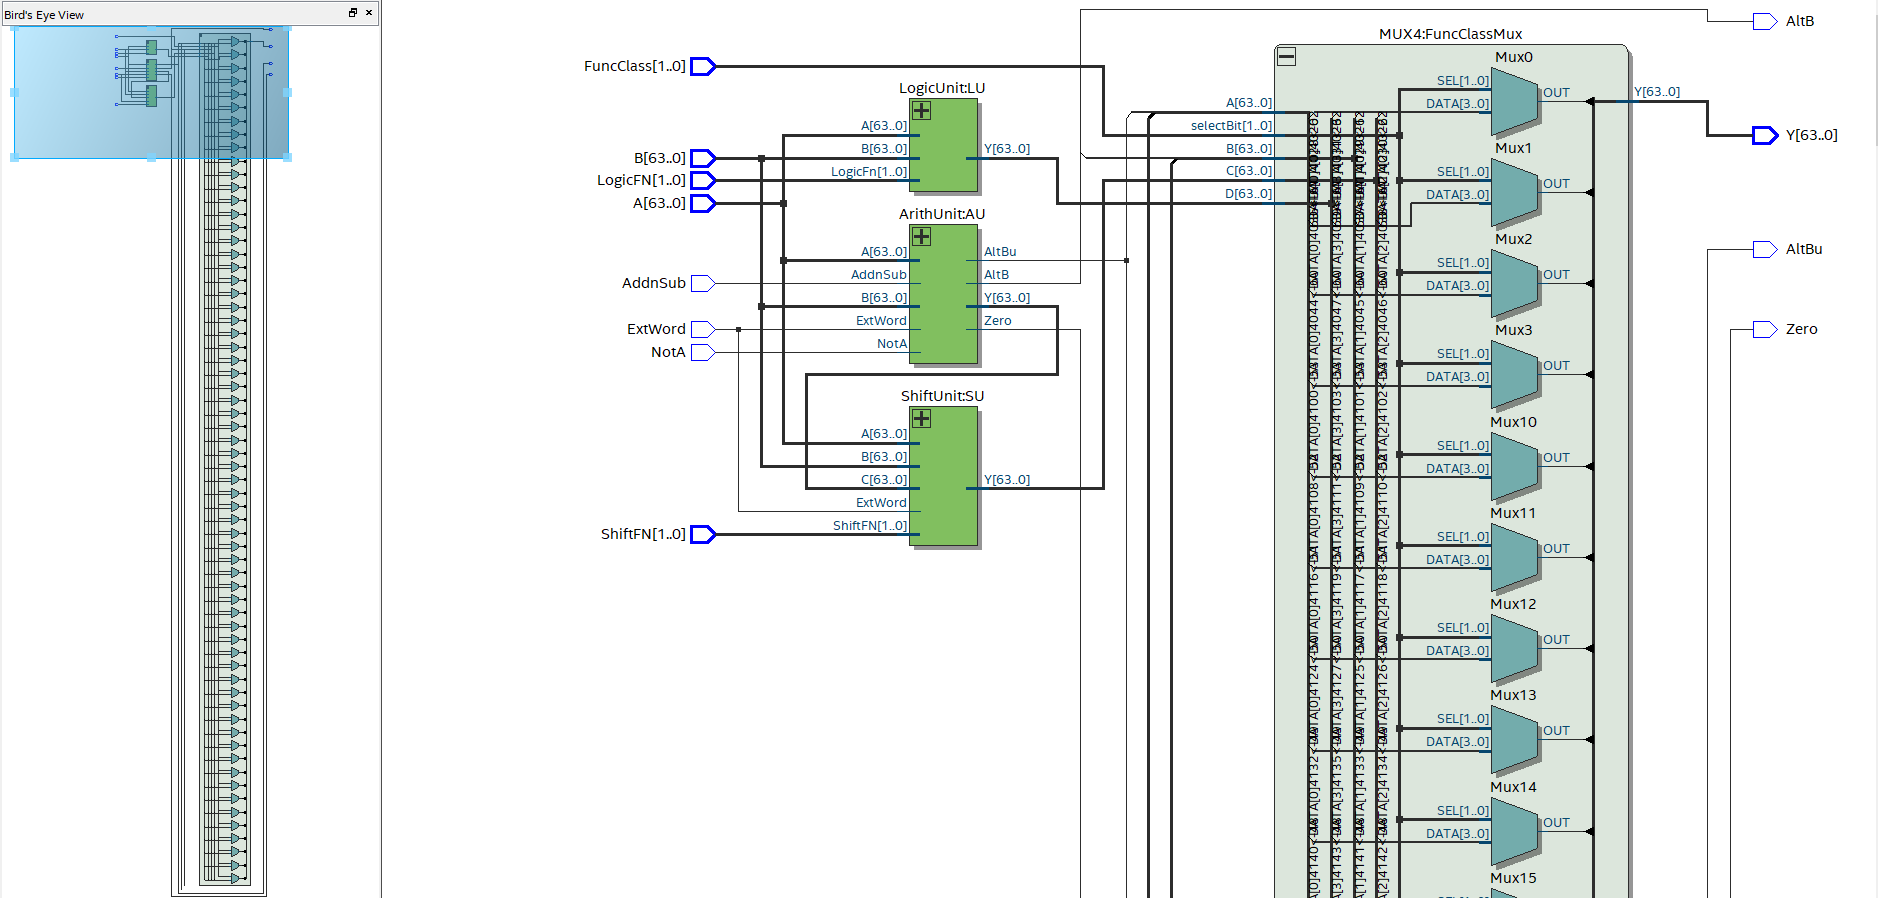 Bird's Eye View
FuncClass[1..0]
B[63..0]
LogicFN[1..0]
A[63..0]
AddnSub
ExtWord
NotA
ShiftFN[1..0]
LogicUnit:LU
A[63..0]
B[63..0]
LogicFn[1..0]
Y[63..0]
ArithUnit:AU
A[63..0]
AddnSub
B[63..0]
ExtWord
NotA
AltBu
AltB
Y[63..0]
Zero
ShiftUnit:SU
A[63..0]
B[63..0]
C[63..0]
ExtWord
ShiftFN[1..0]
Y[63..0]
MUX4:FuncClassMux
A[63..0]
selectBit[1..0]
B[63..0]
C[63..0]
D[63..0]
Mux0
SEL[1..0]
DATA[3..0]
OUT
Mux1
SEL[1..0]
DATA[3..0]
OUT
Mux2
SEL[1..0]
DATA[3..0]
OUT
Mux3
SEL[1..0]
DATA[3..0]
OUT
Mux10
SEL[1..0]
DATA[3..0]
OUT
Mux11
SEL[1..0]
DATA[3..0]
OUT
Mux12
SEL[1..0]
DATA[3..0]
OUT
Mux13
SEL[1..0]
DATA[3..0]
OUT
Mux14
SEL[1..0]
DATA[3..0]
OUT
Mux15
Y[63..0]
AltB
Y[63..0]
AltBu
Zero